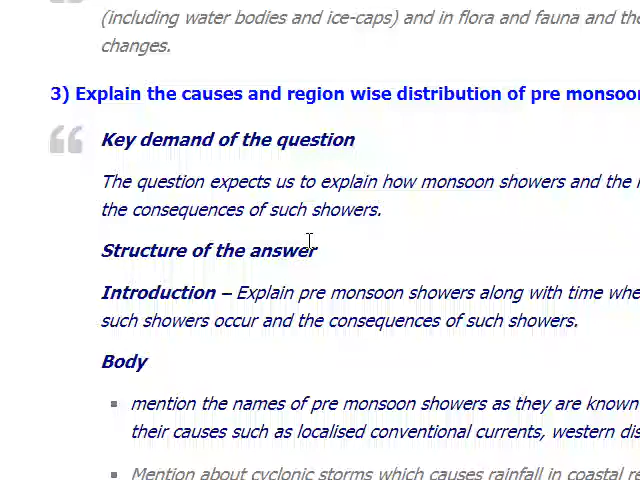 (including water bodies and ice-caps) and in flora and fauna and the
changes.
3) Explain the causes and region wise distribution of pre monsoo
Key demand of the question
The question expects us to explain how monsoon showers and the
the consequences of such showers.
Structure of the answer
Introduction – Explain pre monsoon showers along with time whe
such showers occur and the consequences of such showers.
Body
mention the names of pre monsoon showers as they are known
their causes such as localised conventional currents, western dis
Mention about cyclonic storms which causes rainfall in coastal re